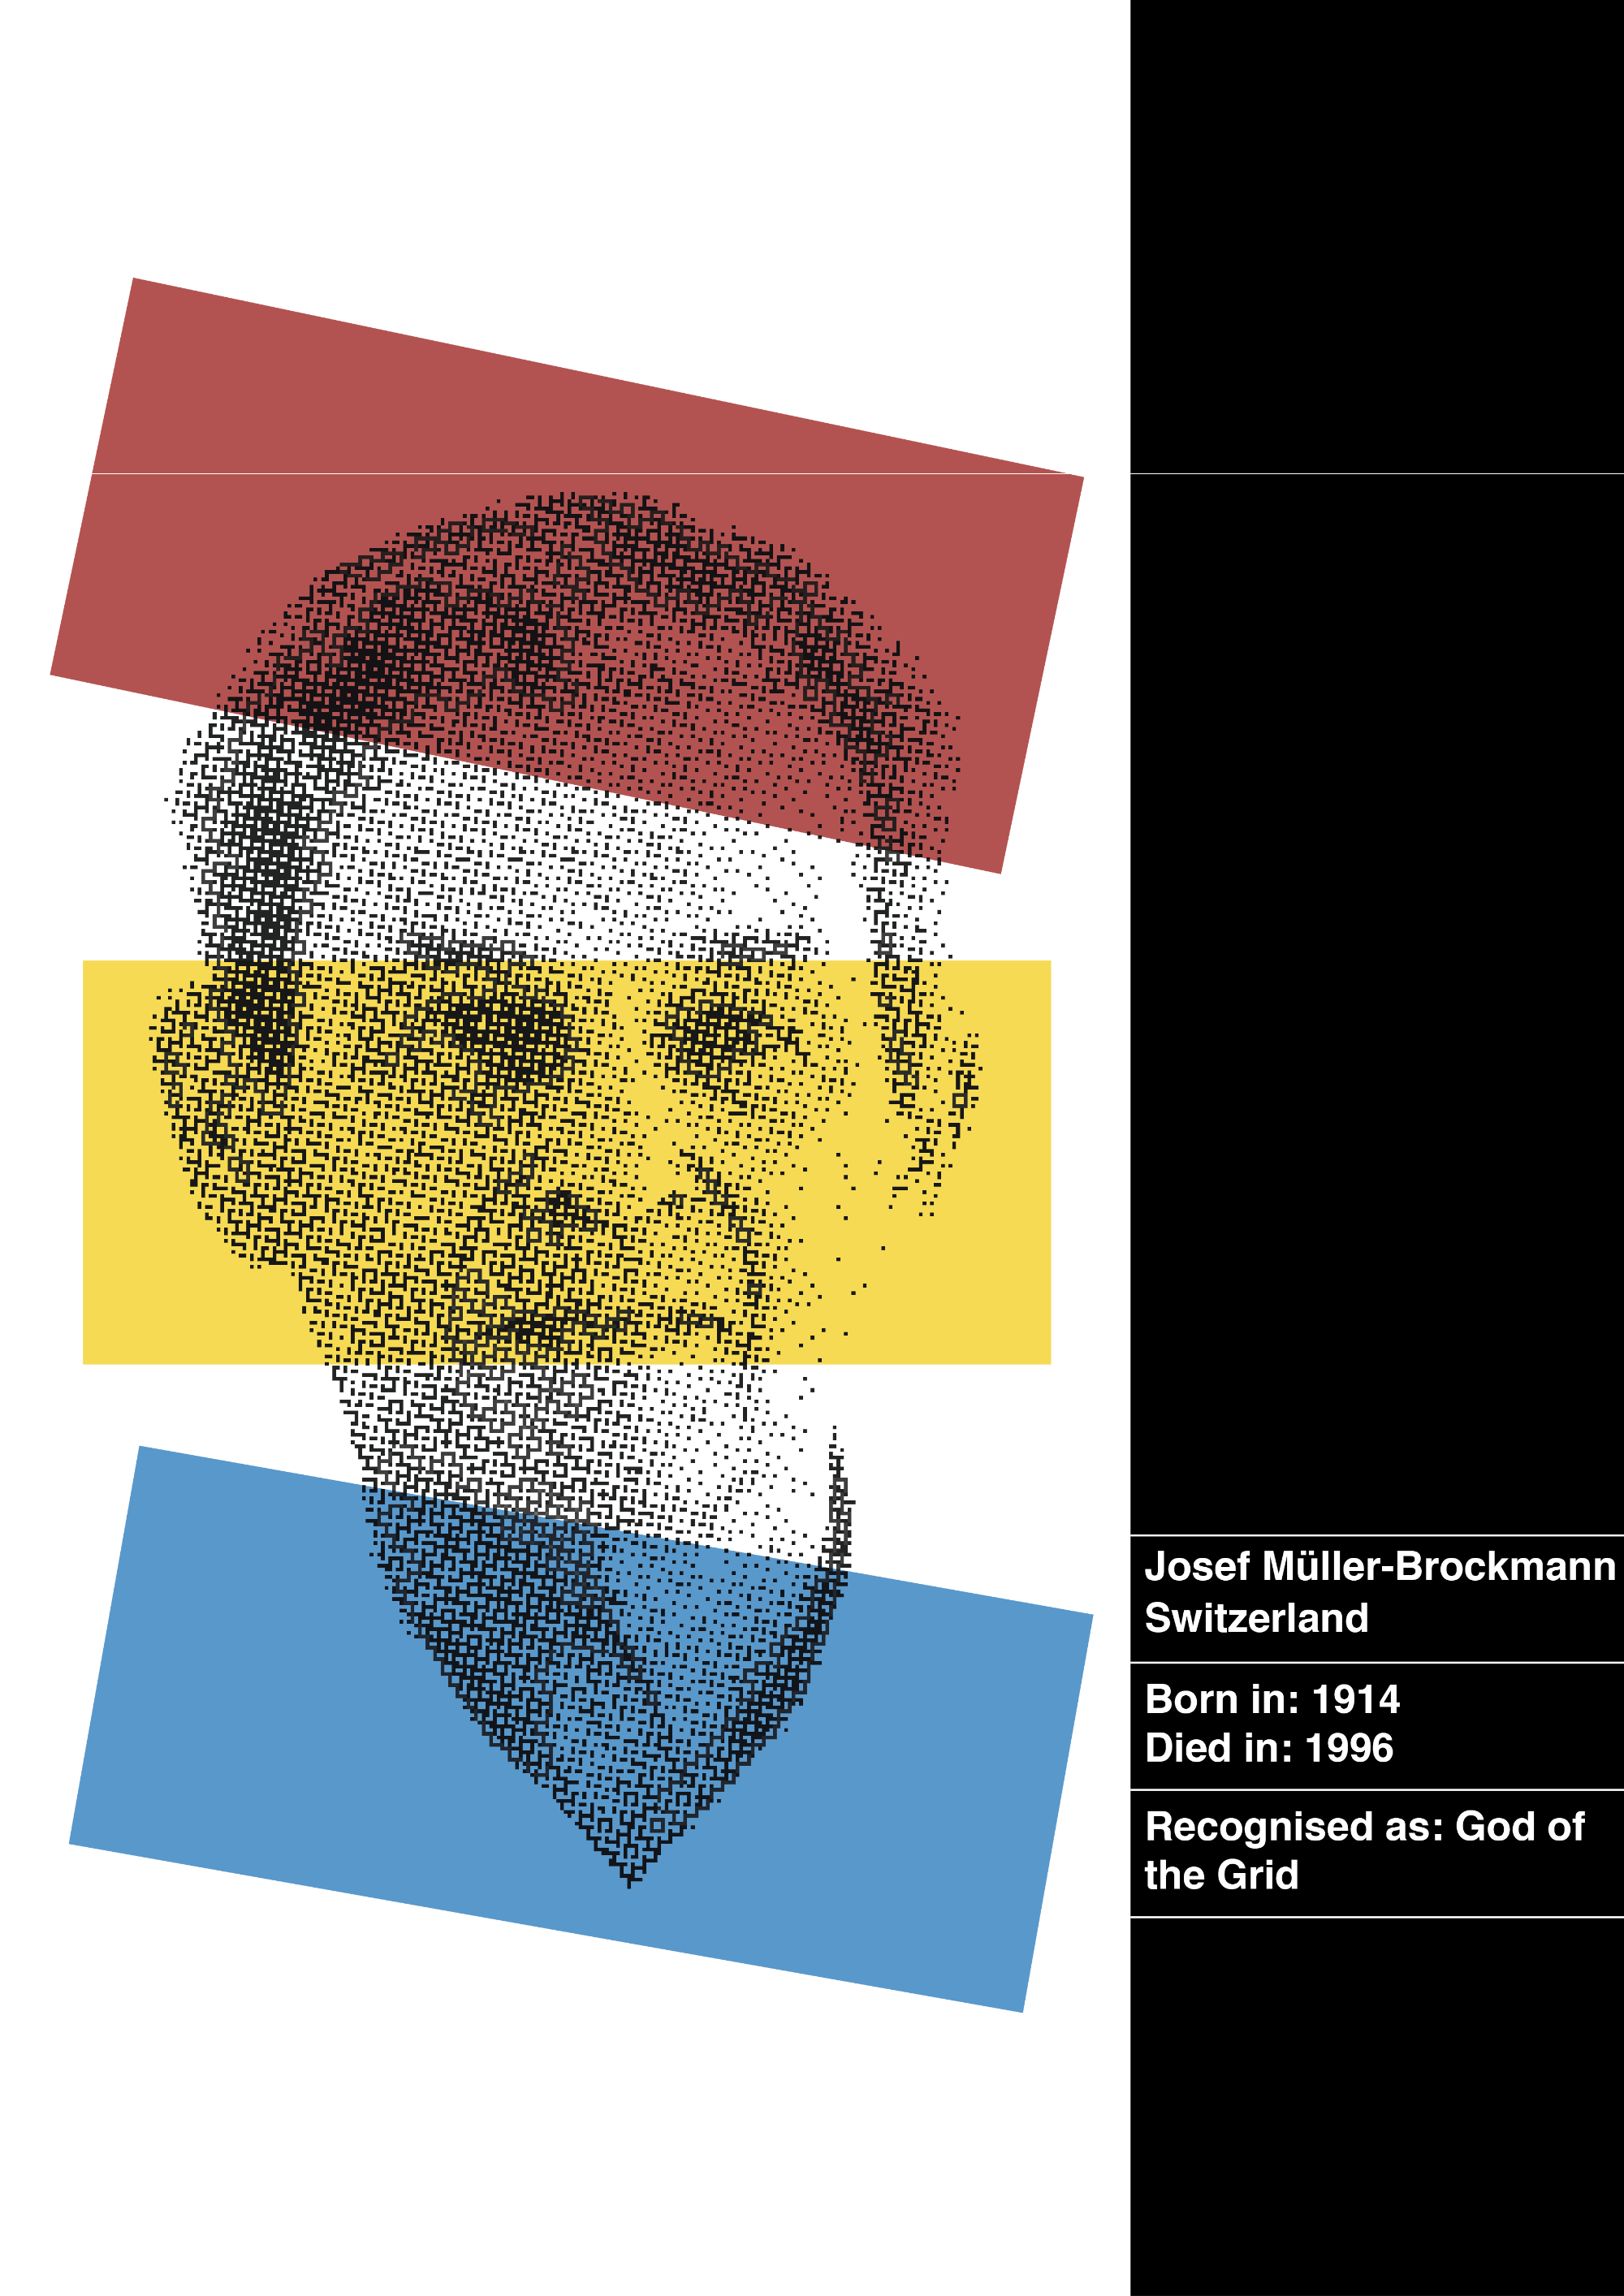 Josef Müller-Brockmann
Switzerland
Born in: 1914
Died in: 1996
Recognised as: God of
the Grid